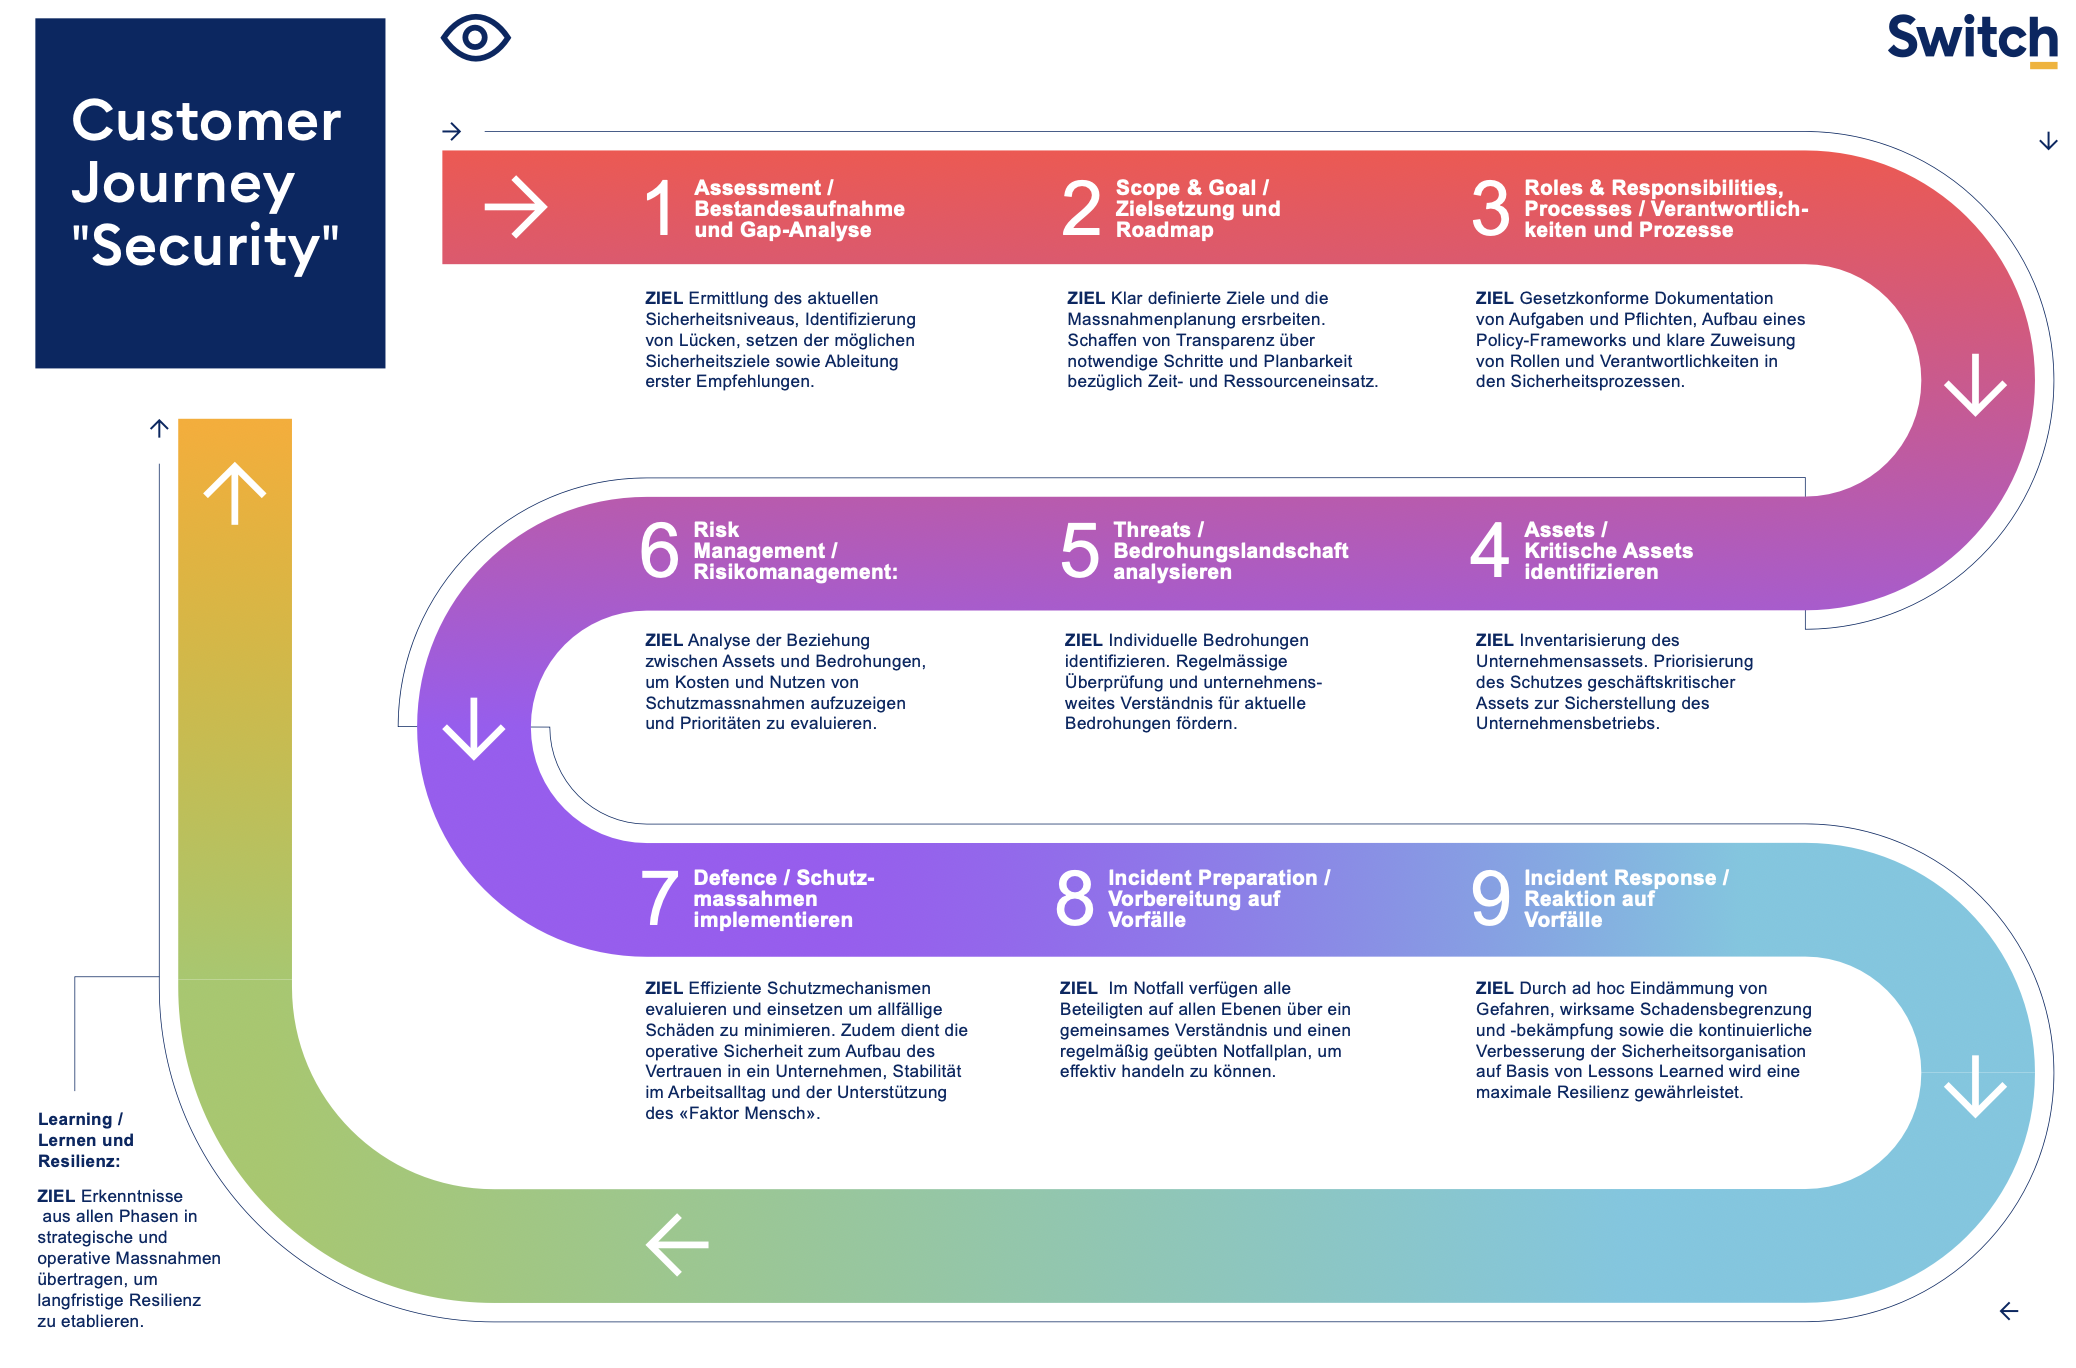 Customer
Journey
"Security"
Switch
1
Assessment /
Bestandesaufnahme
und Gap-Analyse
ZIEL Ermittlung des aktuellen
Sicherheitsniveaus, Identifizierung
von Lücken, setzen der möglichen
Sicherheitsziele sowie Ableitung
erster Empfehlungen.
2
Scope & Goal /
Zielsetzung und
Roadmap
ZIEL Klar definierte Ziele und die
Massnahmenplanung ersrbeiten.
Schaffen von Transparenz über
notwendige Schritte und Planbarkeit
bezüglich Zeit- und Ressourceneinsatz.
3
Roles & Responsibilities,
Processes / Verantwortlich-
keiten und Prozesse
ZIEL Gesetzkonforme Dokumentation
von Aufgaben und Pflichten, Aufbau eines
Policy-Frameworks und klare Zuweisung
von Rollen und Verantwortlichkeiten in
den Sicherheitsprozessen.
4
Assets /
Kritische Assets
identifizieren
ZIEL Inventarisierung des
Unternehmensassets. Priorisierung
des Schutzes geschäftskritischer
Assets zur Sicherstellung des
Unternehmensbetriebs.
5
Threats /
Bedrohungslandschaft
analysieren
ZIEL Individuelle Bedrohungen
identifizieren. Regelmässige
Überprüfung und unternehmens-
weites Verständnis für aktuelle
Bedrohungen fördern.
6
Risk
Management /
Risikomanagement:
ZIEL Analyse der Beziehung
zwischen Assets und Bedrohungen,
um Kosten und Nutzen von
Schutzmassnahmen aufzuzeigen
und Prioritäten zu evaluieren.
7
Defence / Schutz-
massahmen
implementieren
ZIEL Effiziente Schutzmechanismen
evaluieren und einsetzen um allfällige
Schäden zu minimieren. Zudem dient die
operative Sicherheit zum Aufbau des
Vertrauen in ein Unternehmen, Stabilität
im Arbeitsalltag und der Unterstützung
des «Faktor Mensch».
8
Incident Preparation /
Vorbereitung auf
Vorfälle
ZIEL Im Notfall verfügen alle
Beteiligten auf allen Ebenen über ein
gemeinsames Verständnis und einen
regelmäßig geübten Notfallplan, um
effektiv handeln zu können.
9
Incident Response /
Reaktion auf
Vorfälle
ZIEL Durch ad hoc Eindämmung von
Gefahren, wirksame Schadensbegrenzung
und -bekämpfung sowie die kontinuierliche
Verbesserung der Sicherheitsorganisation
auf Basis von Lessons Learned wird eine
maximale Resilienz gewährleistet.
Learning /
Lernen und
Resilienz:
ZIEL Erkenntnisse
aus allen Phasen in
strategische und
operative Massnahmen
übertragen, um
langfristige Resilienz
zu etablieren.